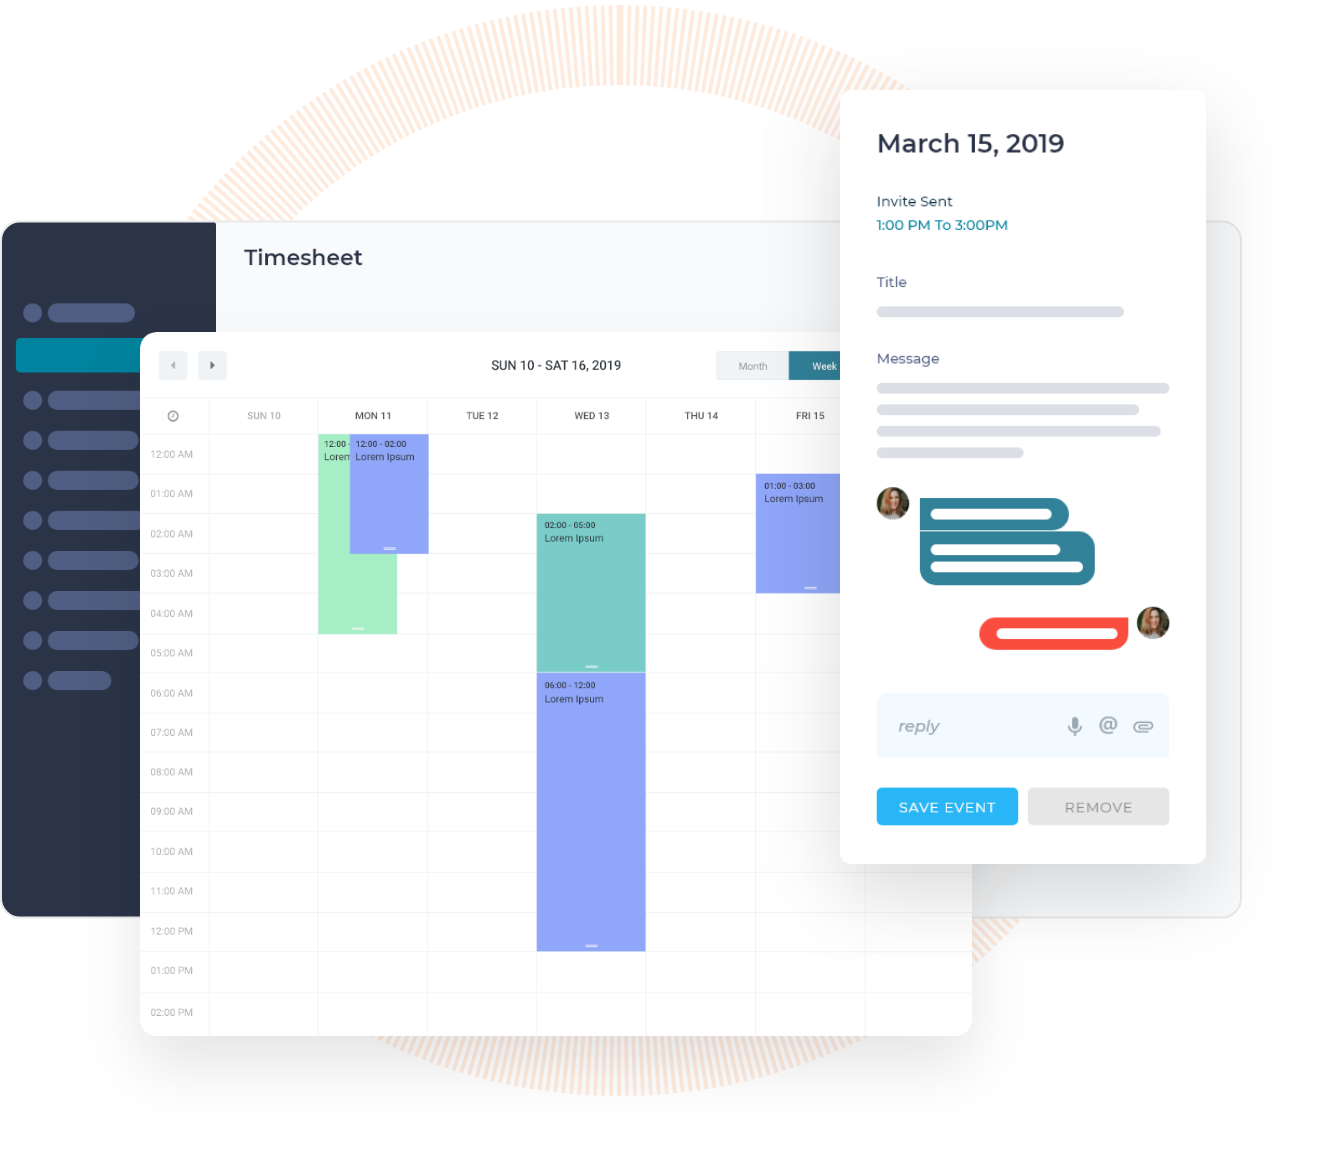 March 15, 2019
Invite Sent
1:00 PM To 3:00PM
Title
Message
reply
@
SAVE EVENT
REMOVE
Timesheet
SUN 10 - SAT 16, 2019
Month
Week
SUN 10
MON 11
TUE 12
WED 13
THU 14
FRI 15
12:00 AM
01:00 AM
02:00 AM
03:00 AM
04:00 AM
05:00 AM
06:00 AM
07:00 AM
08:00 AM
09:00 AM
10:00 AM
11:00 AM
12:00 PM
01:00 PM
02:00 PM
12:00 -
Loren
12:00 - 02:00
Lorem Ipsum
02:00 - 05:00
Lorem Ipsum
06:00 - 12:00
Lorem Ipsum
01:00 - 03:00
Lorem Ipsum